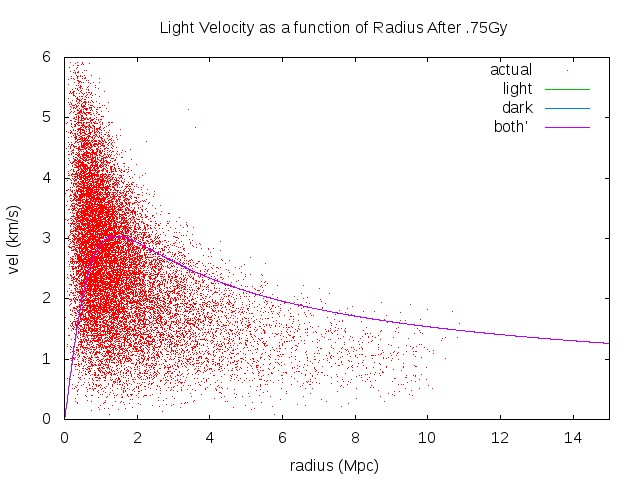 Light Velocity as a function of Radius After .75Gy
actual
light
dark
both'
6
5
4
3
2
1
0
vel (km/s)
0 2 4 6 8 10 12 14
radius (Mpc)